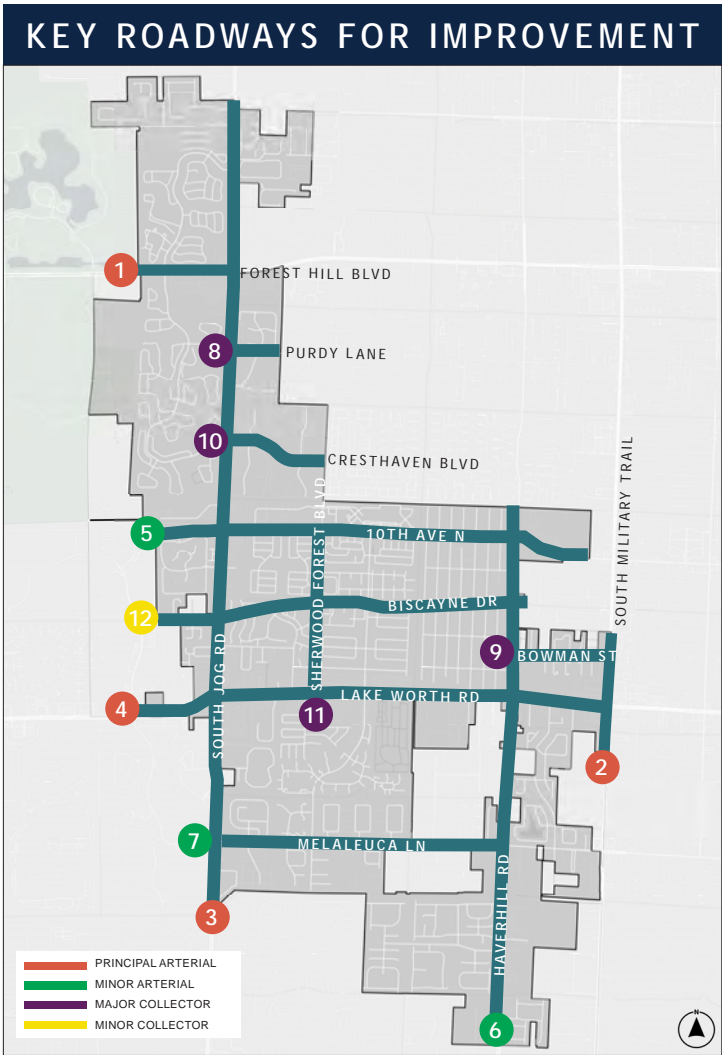 KEY ROADWAYS FOR IMPROVEMENT
1
FOREST HILL BLVD
8
PURDY LANE
10
CRESTHAVEN BLVD
SOUTH MILITARY TRAIL
5
10TH AVE N
SHERWOOD FOREST BLVD
12
BISCAYNE DR
9
BOWMAN ST
SOUTH JOG RD
4
LAKE WORTH RD
11
2
7
MELALEUCA LN
HAVERHILL RD
3
6
PRINCIPAL ARTERIAL
MINOR ARTERIAL
MAJOR COLLECTOR
MINOR COLLECTOR
N